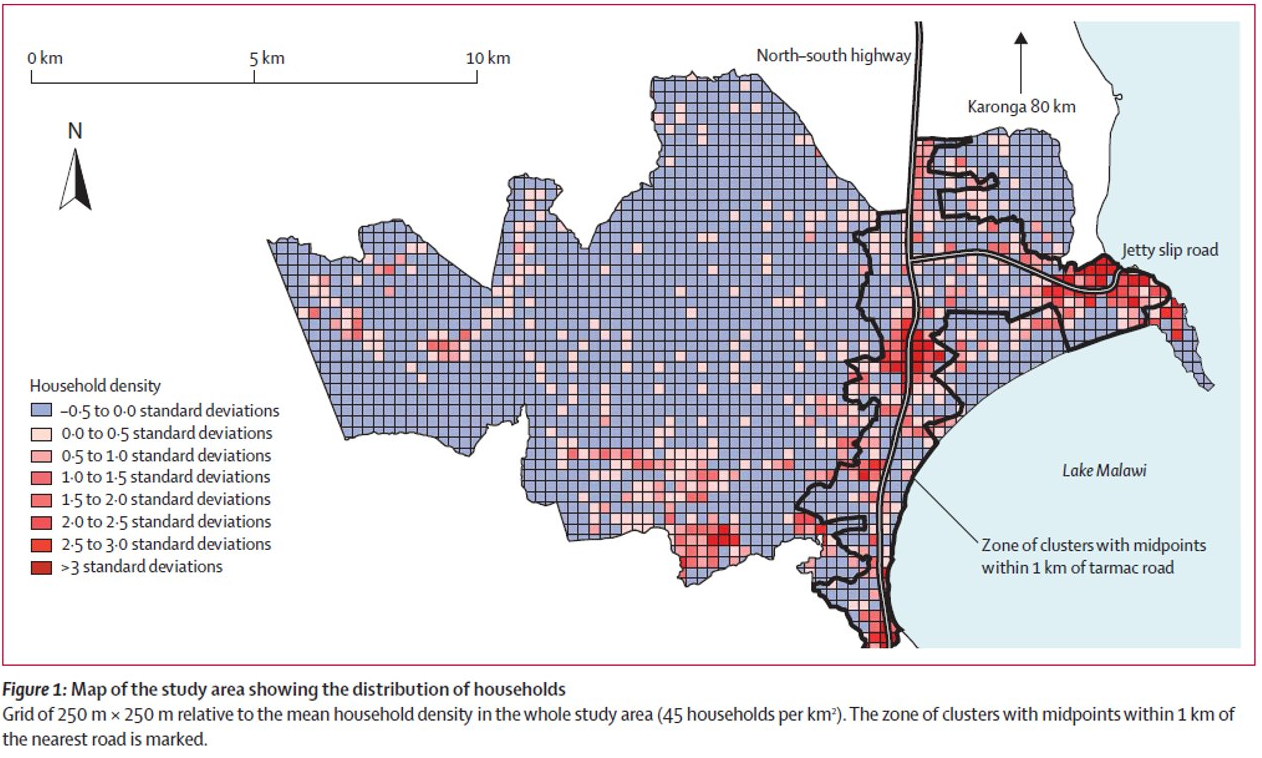 0 km
5 km
10 km
North–south highway
Karonga 80 km
N
Jetty slip road
Household density
–0·5 to 0·0 standard deviations
0·0 to 0·5 standard deviations
0·5 to 1·0 standard deviations
1·0 to 1·5 standard deviations
1·5 to 2·0 standard deviations
2·0 to 2·5 standard deviations
2·5 to 3·0 standard deviations
>3 standard deviations
Lake Malawi
Zone of clusters with midpoints
within 1 km of tarmac road
Figure 1: Map of the study area showing the distribution of households
Grid of 250 m × 250 m relative to the mean household density in the whole study area (45 households per km²). The zone of clusters with midpoints within 1 km of
the nearest road is marked.